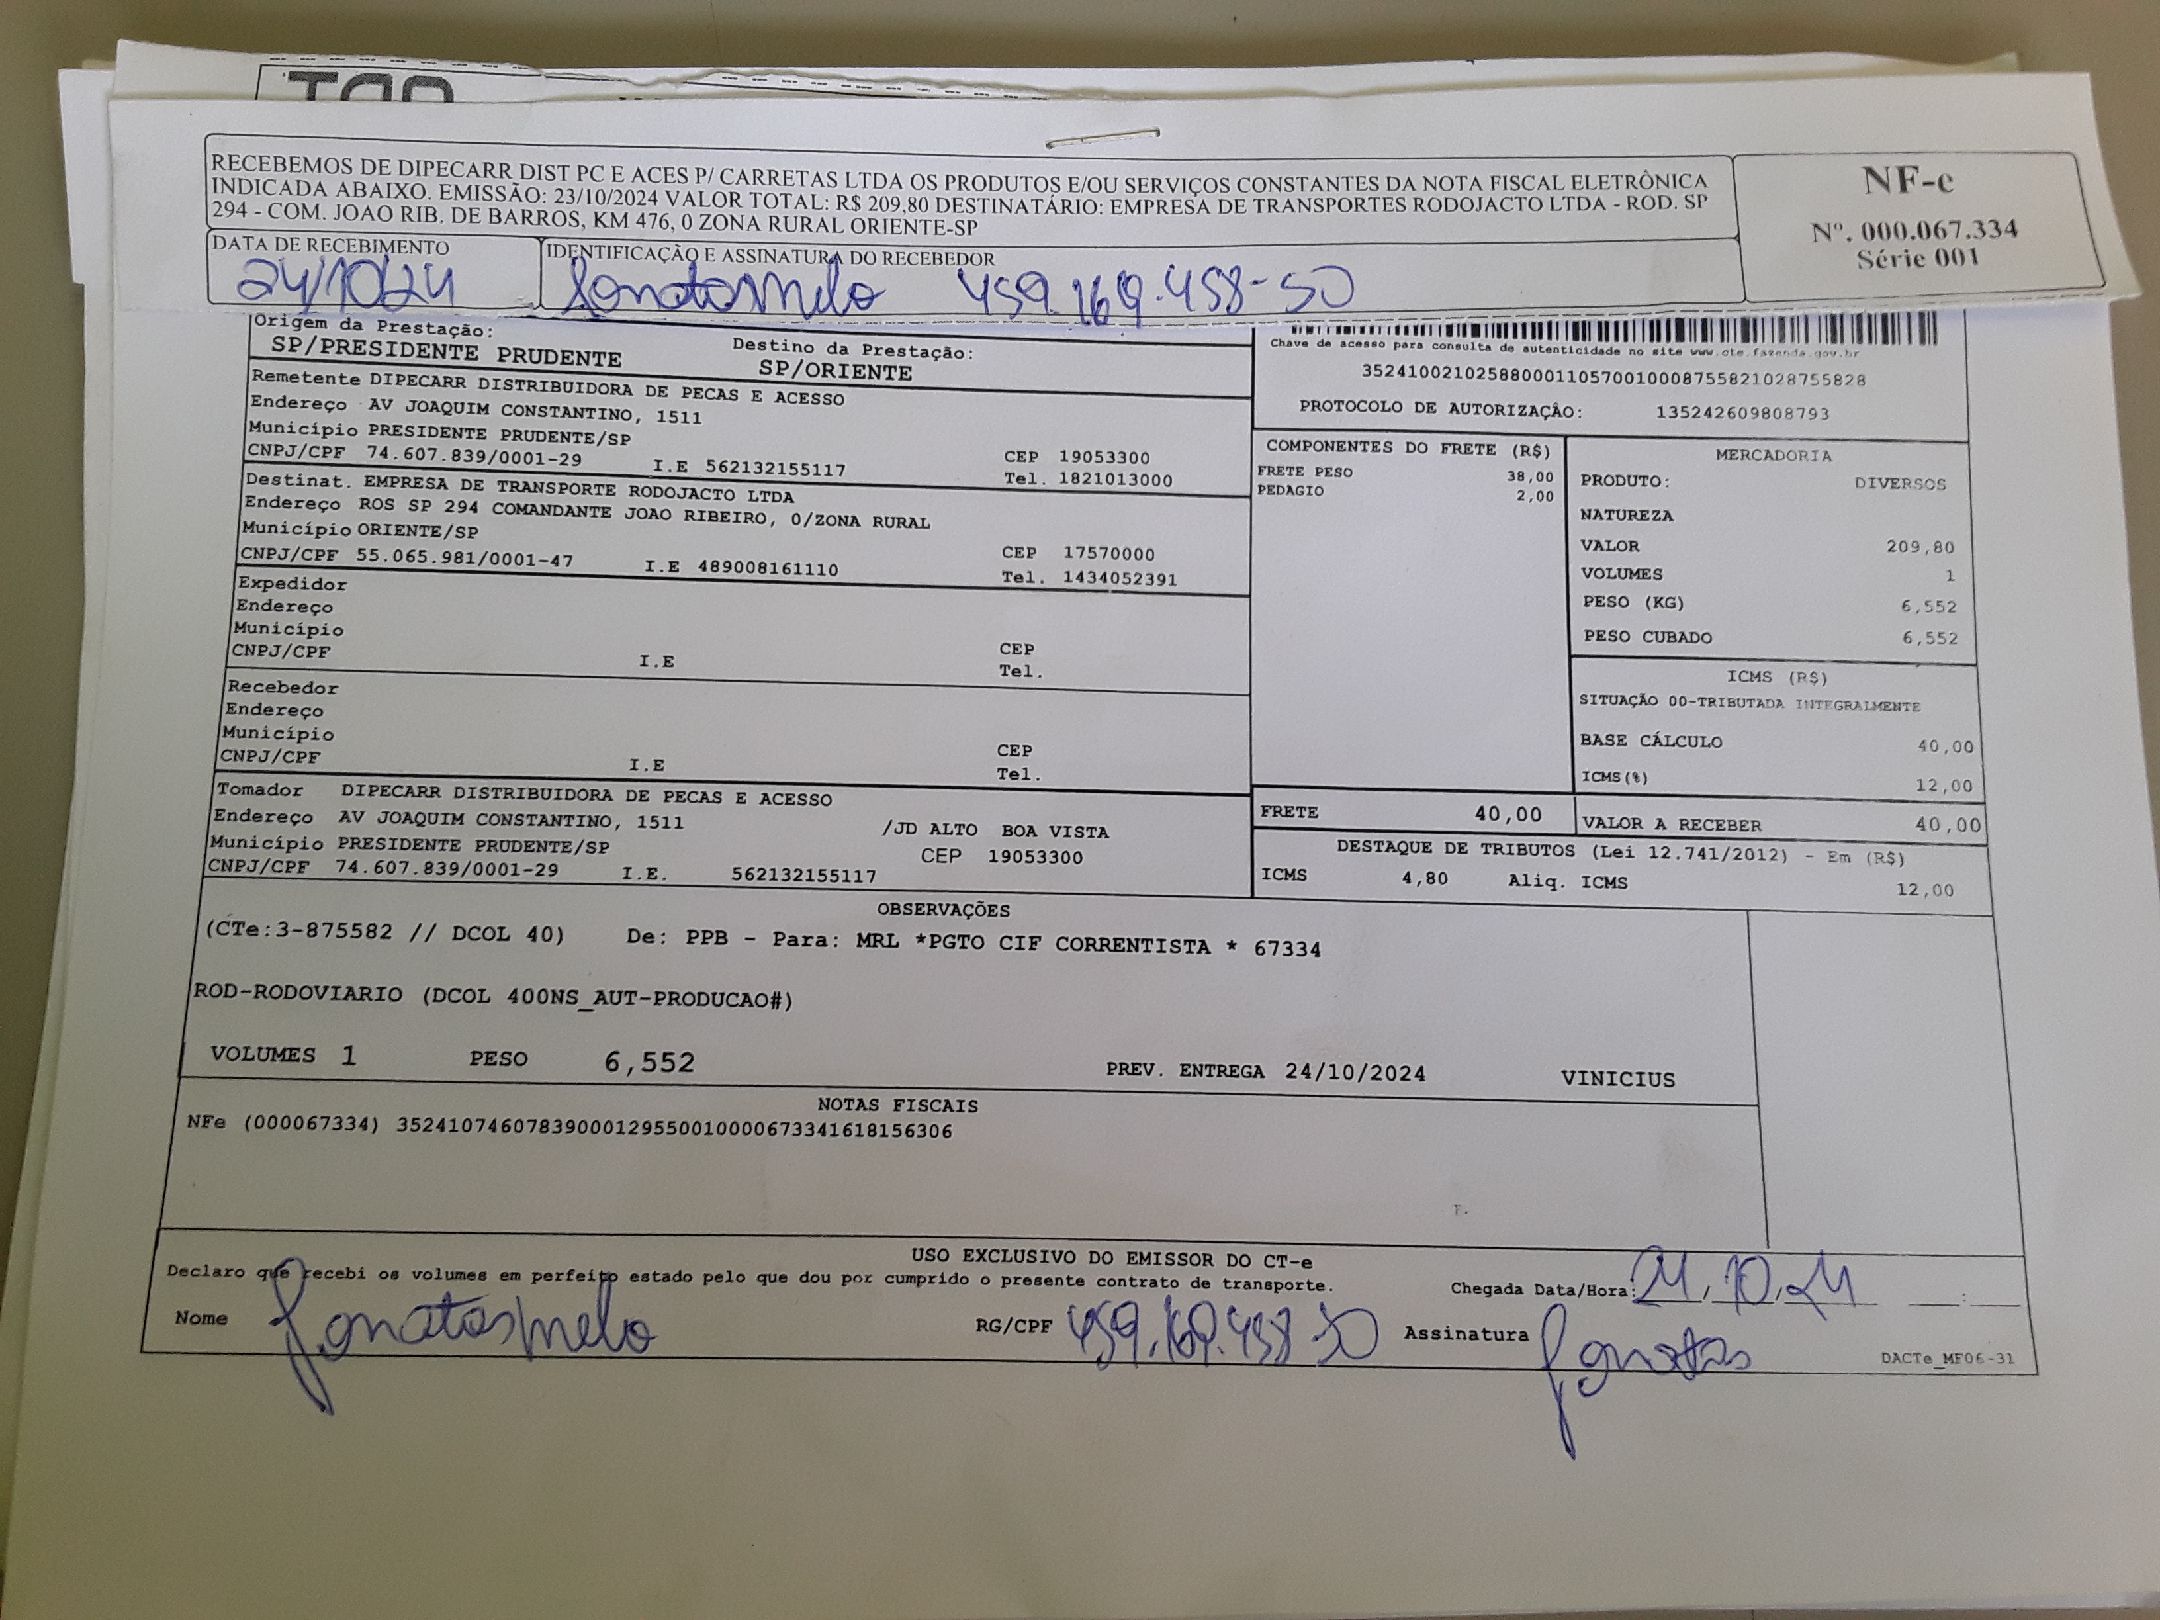 RECEBEMOS DE DIPECARR DIST PC E ACES P/ CARRETAS LTDA OS PRODUTOS E/OU SERVIÇOS CONSTANTES DA NOTA FISCAL ELETRÔNICA
INDICADA ABAIXO. EMISSÃO: 23/10/2024 VALOR TOTAL: R$ 209,80 DESTINATÁRIO: EMPRESA DE TRANSPORTES RODOJACTO LTDA - ROD. SP
294 - COM. JOAO RIB. DE BARROS, KM 476, 0 ZONA RURAL ORIENTE-SP
NF-e
Nº. 000.067.334
Série 001
DATA DE RECEBIMENTO
24/10/24
IDENTIFICAÇÃO E ASSINATURA DO RECEBEDOR
Jonatas Melo 459.169.458-50
Origem da Prestação:
SP/PRESIDENTE PRUDENTE
Destino da Prestação:
SP/ORIENTE
Chave de acesso para consulta de autenticidade no site www.cte.fazenda.gov.br
35241002102588000110570010008755821028755828
PROTOCOLO DE AUTORIZAÇÃO: 135242609808793
Remetente DIPECARR DISTRIBUIDORA DE PECAS E ACESSO
Endereço AV JOAQUIM CONSTANTINO, 1511
Município PRESIDENTE PRUDENTE/SP CEP 19053300
CNPJ/CPF 74.607.839/0001-29 I.E 562132155117 Tel. 1821013000
Destinat. EMPRESA DE TRANSPORTE RODOJACTO LTDA
Endereço ROS SP 294 COMANDANTE JOAO RIBEIRO, 0/ZONA RURAL
Município ORIENTE/SP CEP 17570000
CNPJ/CPF 55.065.981/0001-47 I.E 489008161110 Tel. 1434052391
Expedidor
Endereço
Município CEP
CNPJ/CPF I.E Tel.
Recebedor
Endereço
Município CEP
CNPJ/CPF I.E Tel.
Tomador DIPECARR DISTRIBUIDORA DE PECAS E ACESSO
Endereço AV JOAQUIM CONSTANTINO, 1511 /JD ALTO BOA VISTA
Município PRESIDENTE PRUDENTE/SP CEP 19053300
CNPJ/CPF 74.607.839/0001-29 I.E. 562132155117
COMPONENTES DO FRETE (R$)
FRETE PESO 38,00
PEDAGIO 2,00
MERCADORIA
PRODUTO: DIVERSOS
NATUREZA
VALOR 209,80
VOLUMES 1
PESO (KG) 6,552
PESO CUBADO 6,552
ICMS (R$)
SITUAÇÃO 00-TRIBUTADA INTEGRALMENTE
BASE CÁLCULO 40,00
ICMS(%) 12,00
FRETE 40,00
VALOR A RECEBER 40,00
DESTAQUE DE TRIBUTOS (Lei 12.741/2012) - Em (R$)
ICMS 4,80 Aliq. ICMS 12,00
OBSERVAÇÕES
(CTe:3-875582 // DCOL 40) De: PPB - Para: MRL *PGTO CIF CORRENTISTA * 67334
ROD-RODOVIARIO (DCOL 400NS_AUT-PRODUCAO#)
VOLUMES 1 PESO 6,552 PREV. ENTREGA 24/10/2024 VINICIUS
NOTAS FISCAIS
NFe (000067334) 35241074607839000129550010000673341618156306
USO EXCLUSIVO DO EMISSOR DO CT-e
Declaro que recebi os volumes em perfeito estado pelo que dou por cumprido o presente contrato de transporte.
Chegada Data/Hora: 24/10/24 :
Nome Jonatas Melo RG/CPF 459.169.458 50 Assinatura Jonatas
DACTe_MF06-31